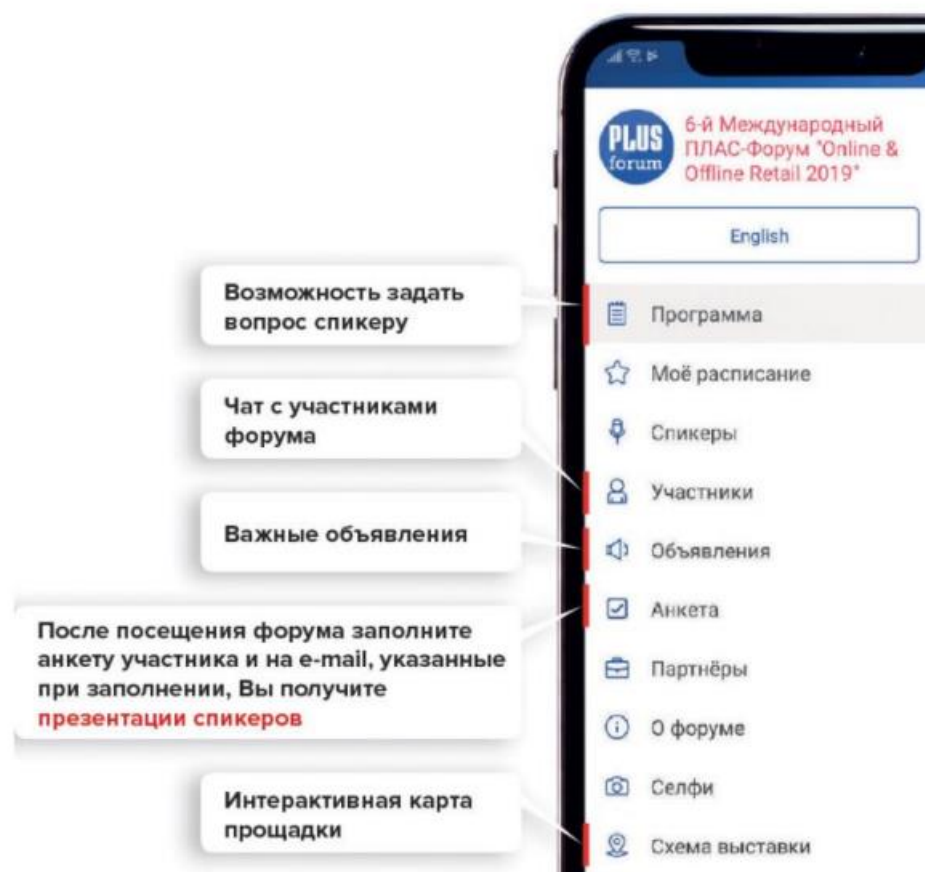 PLUS
forum
6-й Международный
ПЛАС-Форум "Online &
Offline Retail 2019"
English
Возможность задать
вопрос спикеру
Программа
Моё расписание
Чат с участниками
форума
Спикеры
Участники
Важные объявления
Объявления
После посещения форума заполните
анкету участника и на e-mail, указанные
при заполнении, Вы получите
презентации спикеров
Анкета
Партнёры
О форуме
Селфи
Интерактивная карта
прощадки
Схема выставки